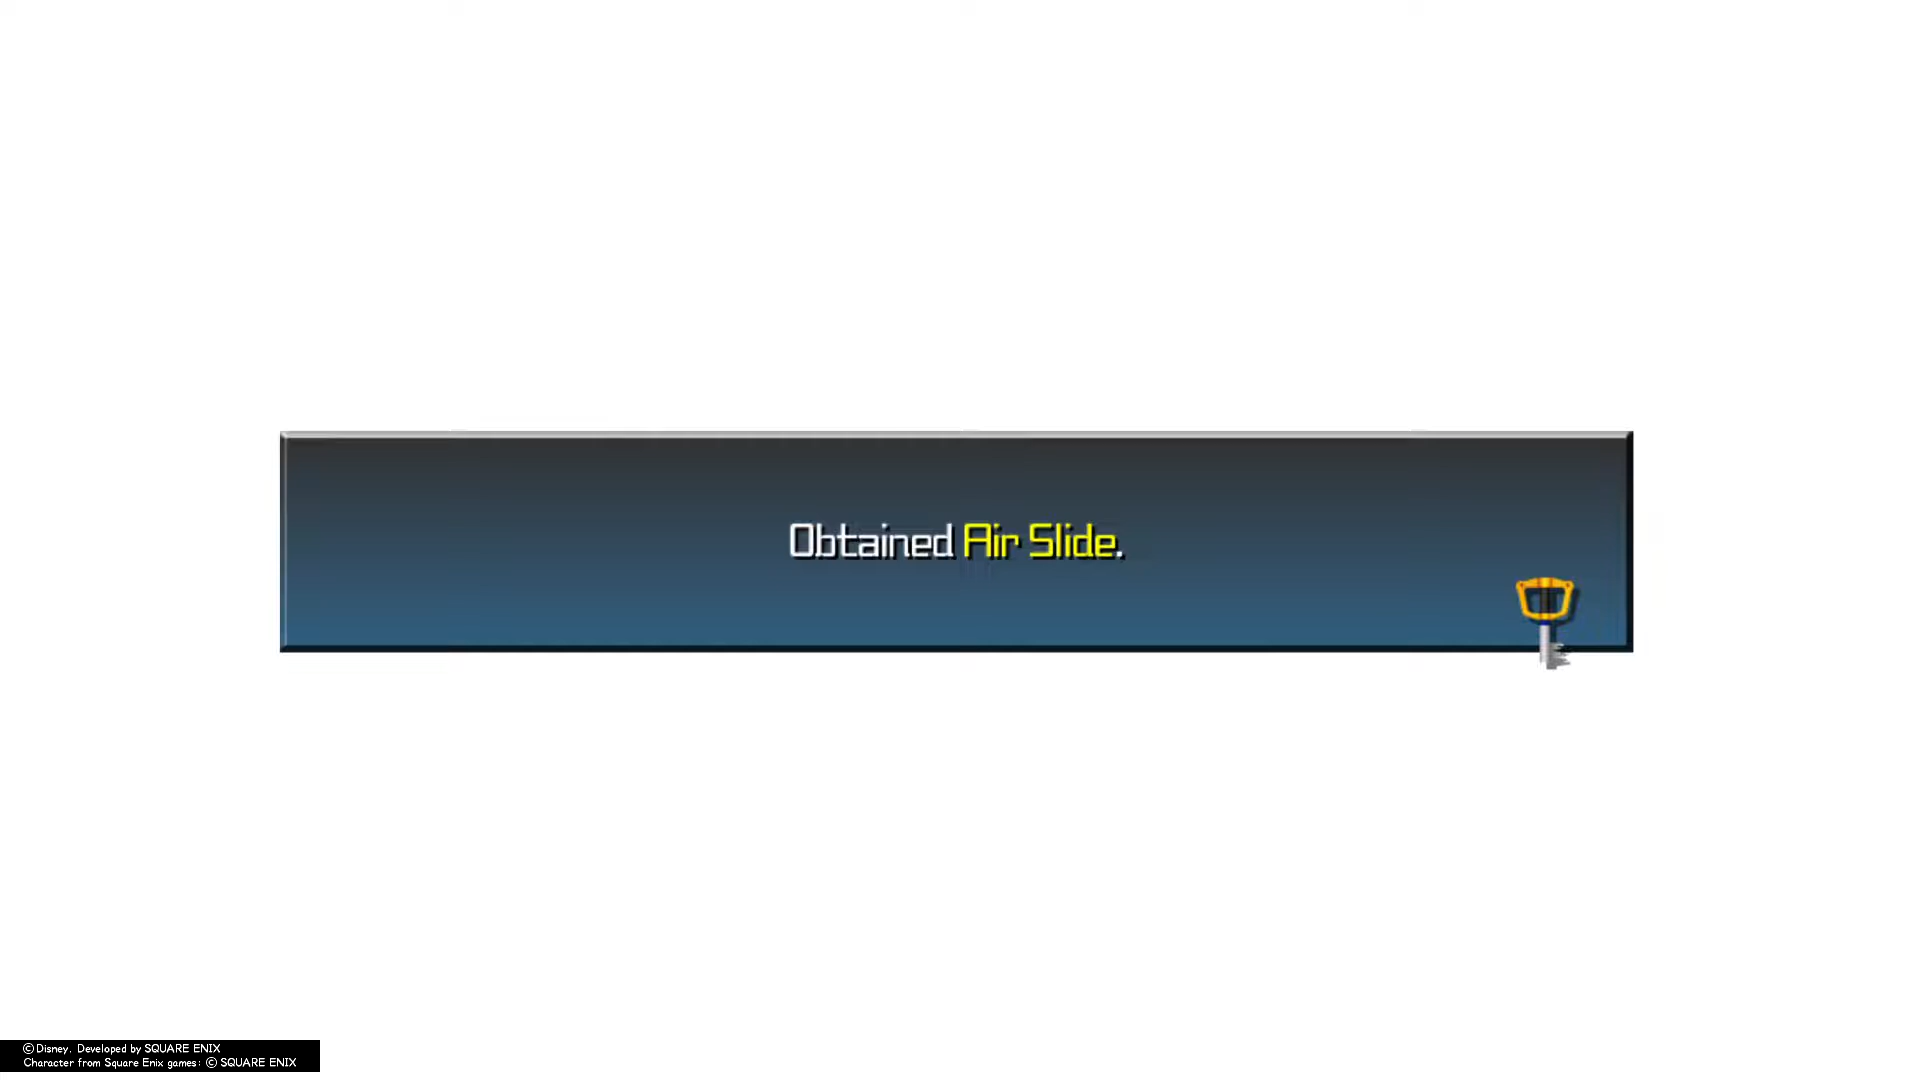 Obtained Air Slide.
© Disney. Developed by SQUARE ENIX
Character from Square Enix games: © SQUARE ENIX